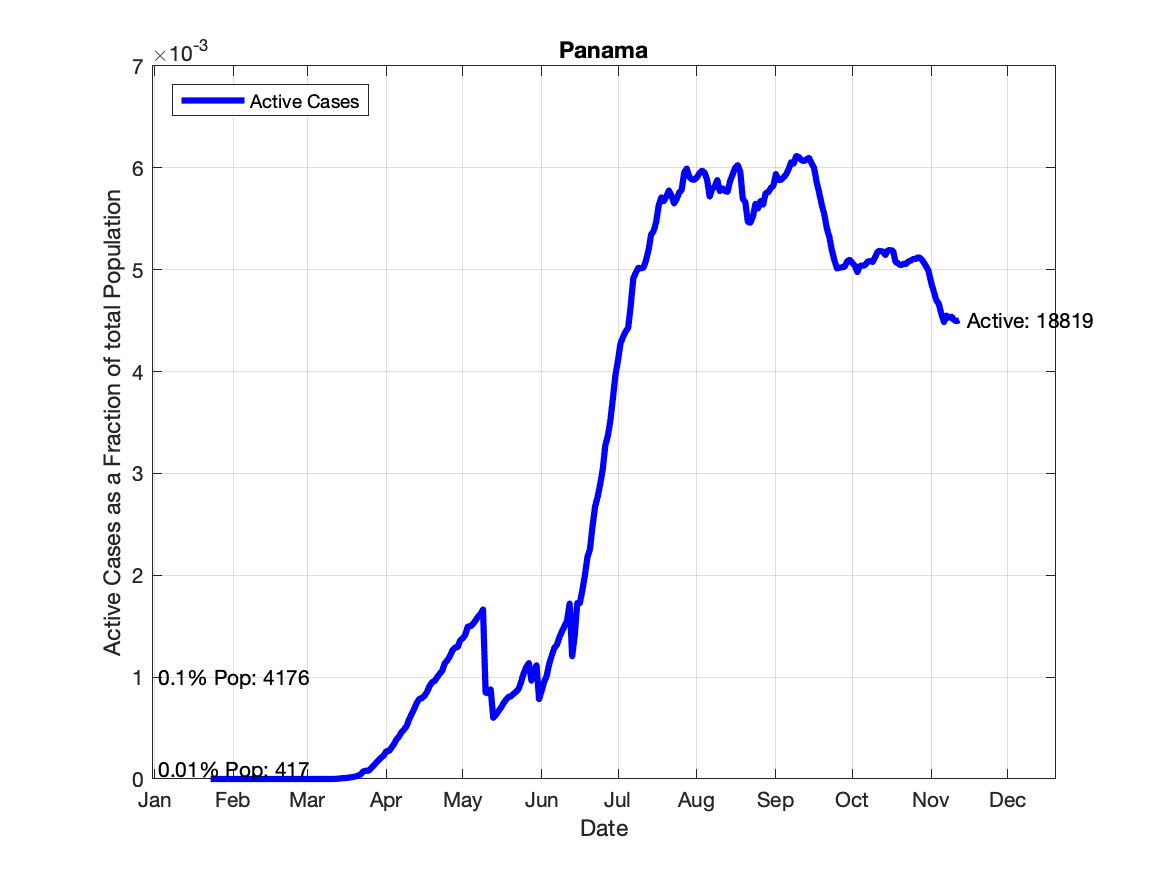 Panama
×10-3
7
6
5
4
3
2
1
0
Active Cases
Active Cases as a Fraction of total Population
Active: 18819
0.1% Pop: 4176
0.01% Pop: 417
Jan Feb Mar Apr May Jun Jul Aug Sep Oct Nov Dec
Date